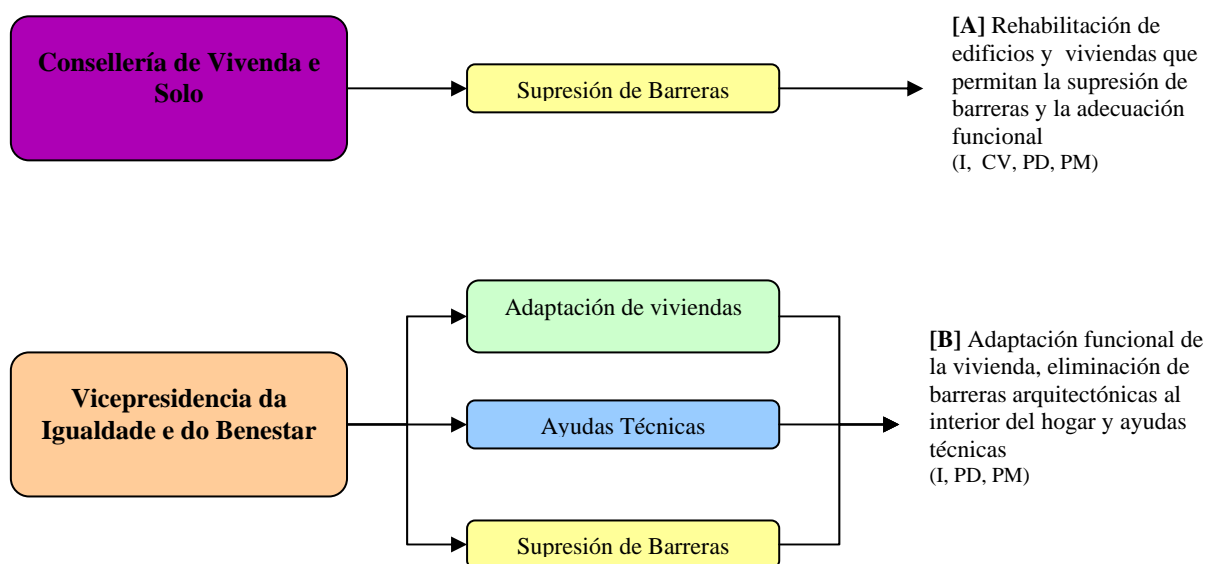 Consellería de Vivenda e
Solo
Supresión de Barreras
[A] Rehabilitación de
edificios y viviendas que
permitan la supresión de
barreras y la adecuación
funcional
(I, CV, PD, PM)
Vicepresidencia da
Igualdade e do Benestar
Adaptación de viviendas
Ayudas Técnicas
Supresión de Barreras
[B] Adaptación funcional de
la vivienda, eliminación de
barreras arquitectónicas al
interior del hogar y ayudas
técnicas
(I, PD, PM)